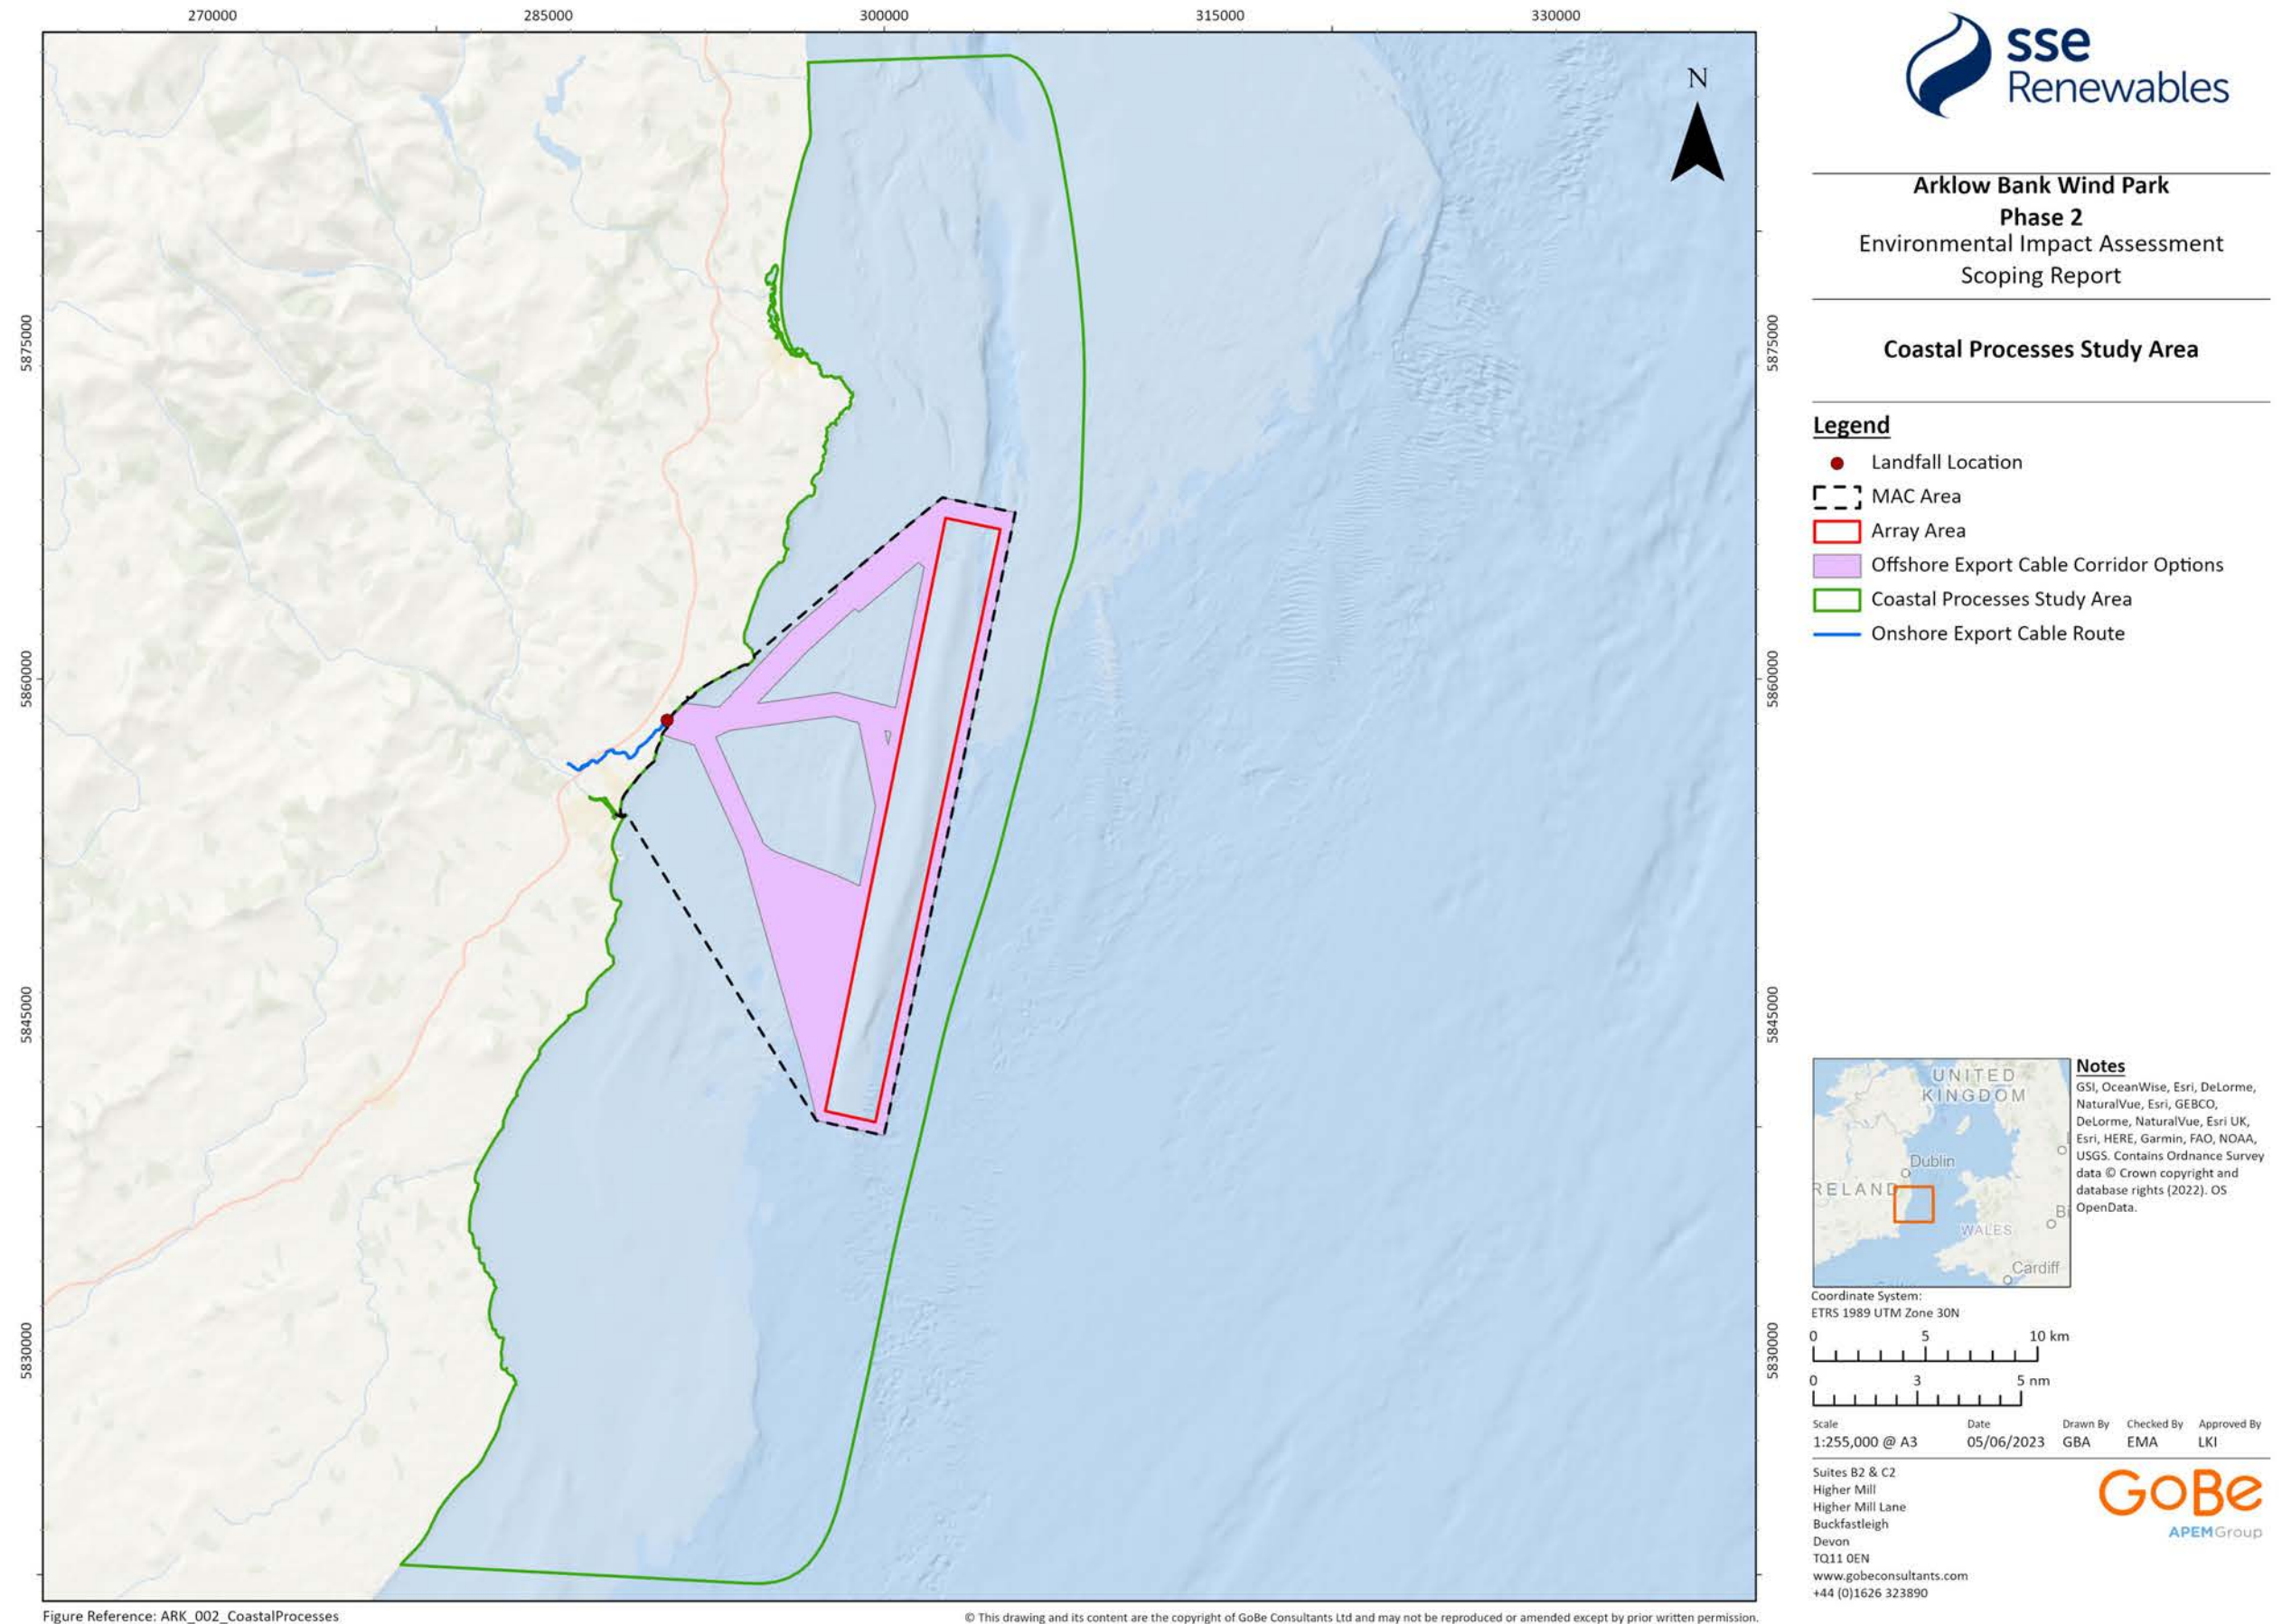 270000
285000
300000
315000
330000
5875000
5860000
5845000
5830000
5875000
5860000
5845000
5830000
N
sse
Renewables
Arklow Bank Wind Park
Phase 2
Environmental Impact Assessment
Scoping Report
Coastal Processes Study Area
Legend
Landfall Location
MAC Area
Array Area
Offshore Export Cable Corridor Options
Coastal Processes Study Area
Onshore Export Cable Route
UNITED
KINGDOM
Dublin
RELAND
WALES
Bi
Cardiff
Notes
GSI, OceanWise, Esri, DeLorme,
NaturalVue, Esri, GEBCO,
DeLorme, NaturalVue, Esri UK,
Esri, HERE, Garmin, FAO, NOAA,
USGS. Contains Ordnance Survey
data © Crown copyright and
database rights (2022). OS
OpenData.
Coordinate System:
ETRS 1989 UTM Zone 30N
0 5 10 km
0 3 5 nm
Scale Date Drawn By Checked By Approved By
1:255,000 @ A3 05/06/2023 GBA EMA LKI
Suites B2 & C2
Higher Mill
Higher Mill Lane
Buckfastleigh
Devon
TQ11 0EN
www.gobeconsultants.com
+44 (0)1626 323890
GoBe
APEMGroup
Figure Reference: ARK_002_CoastalProcesses
© This drawing and its content are the copyright of GoBe Consultants Ltd and may not be reproduced or amended except by prior written permission.